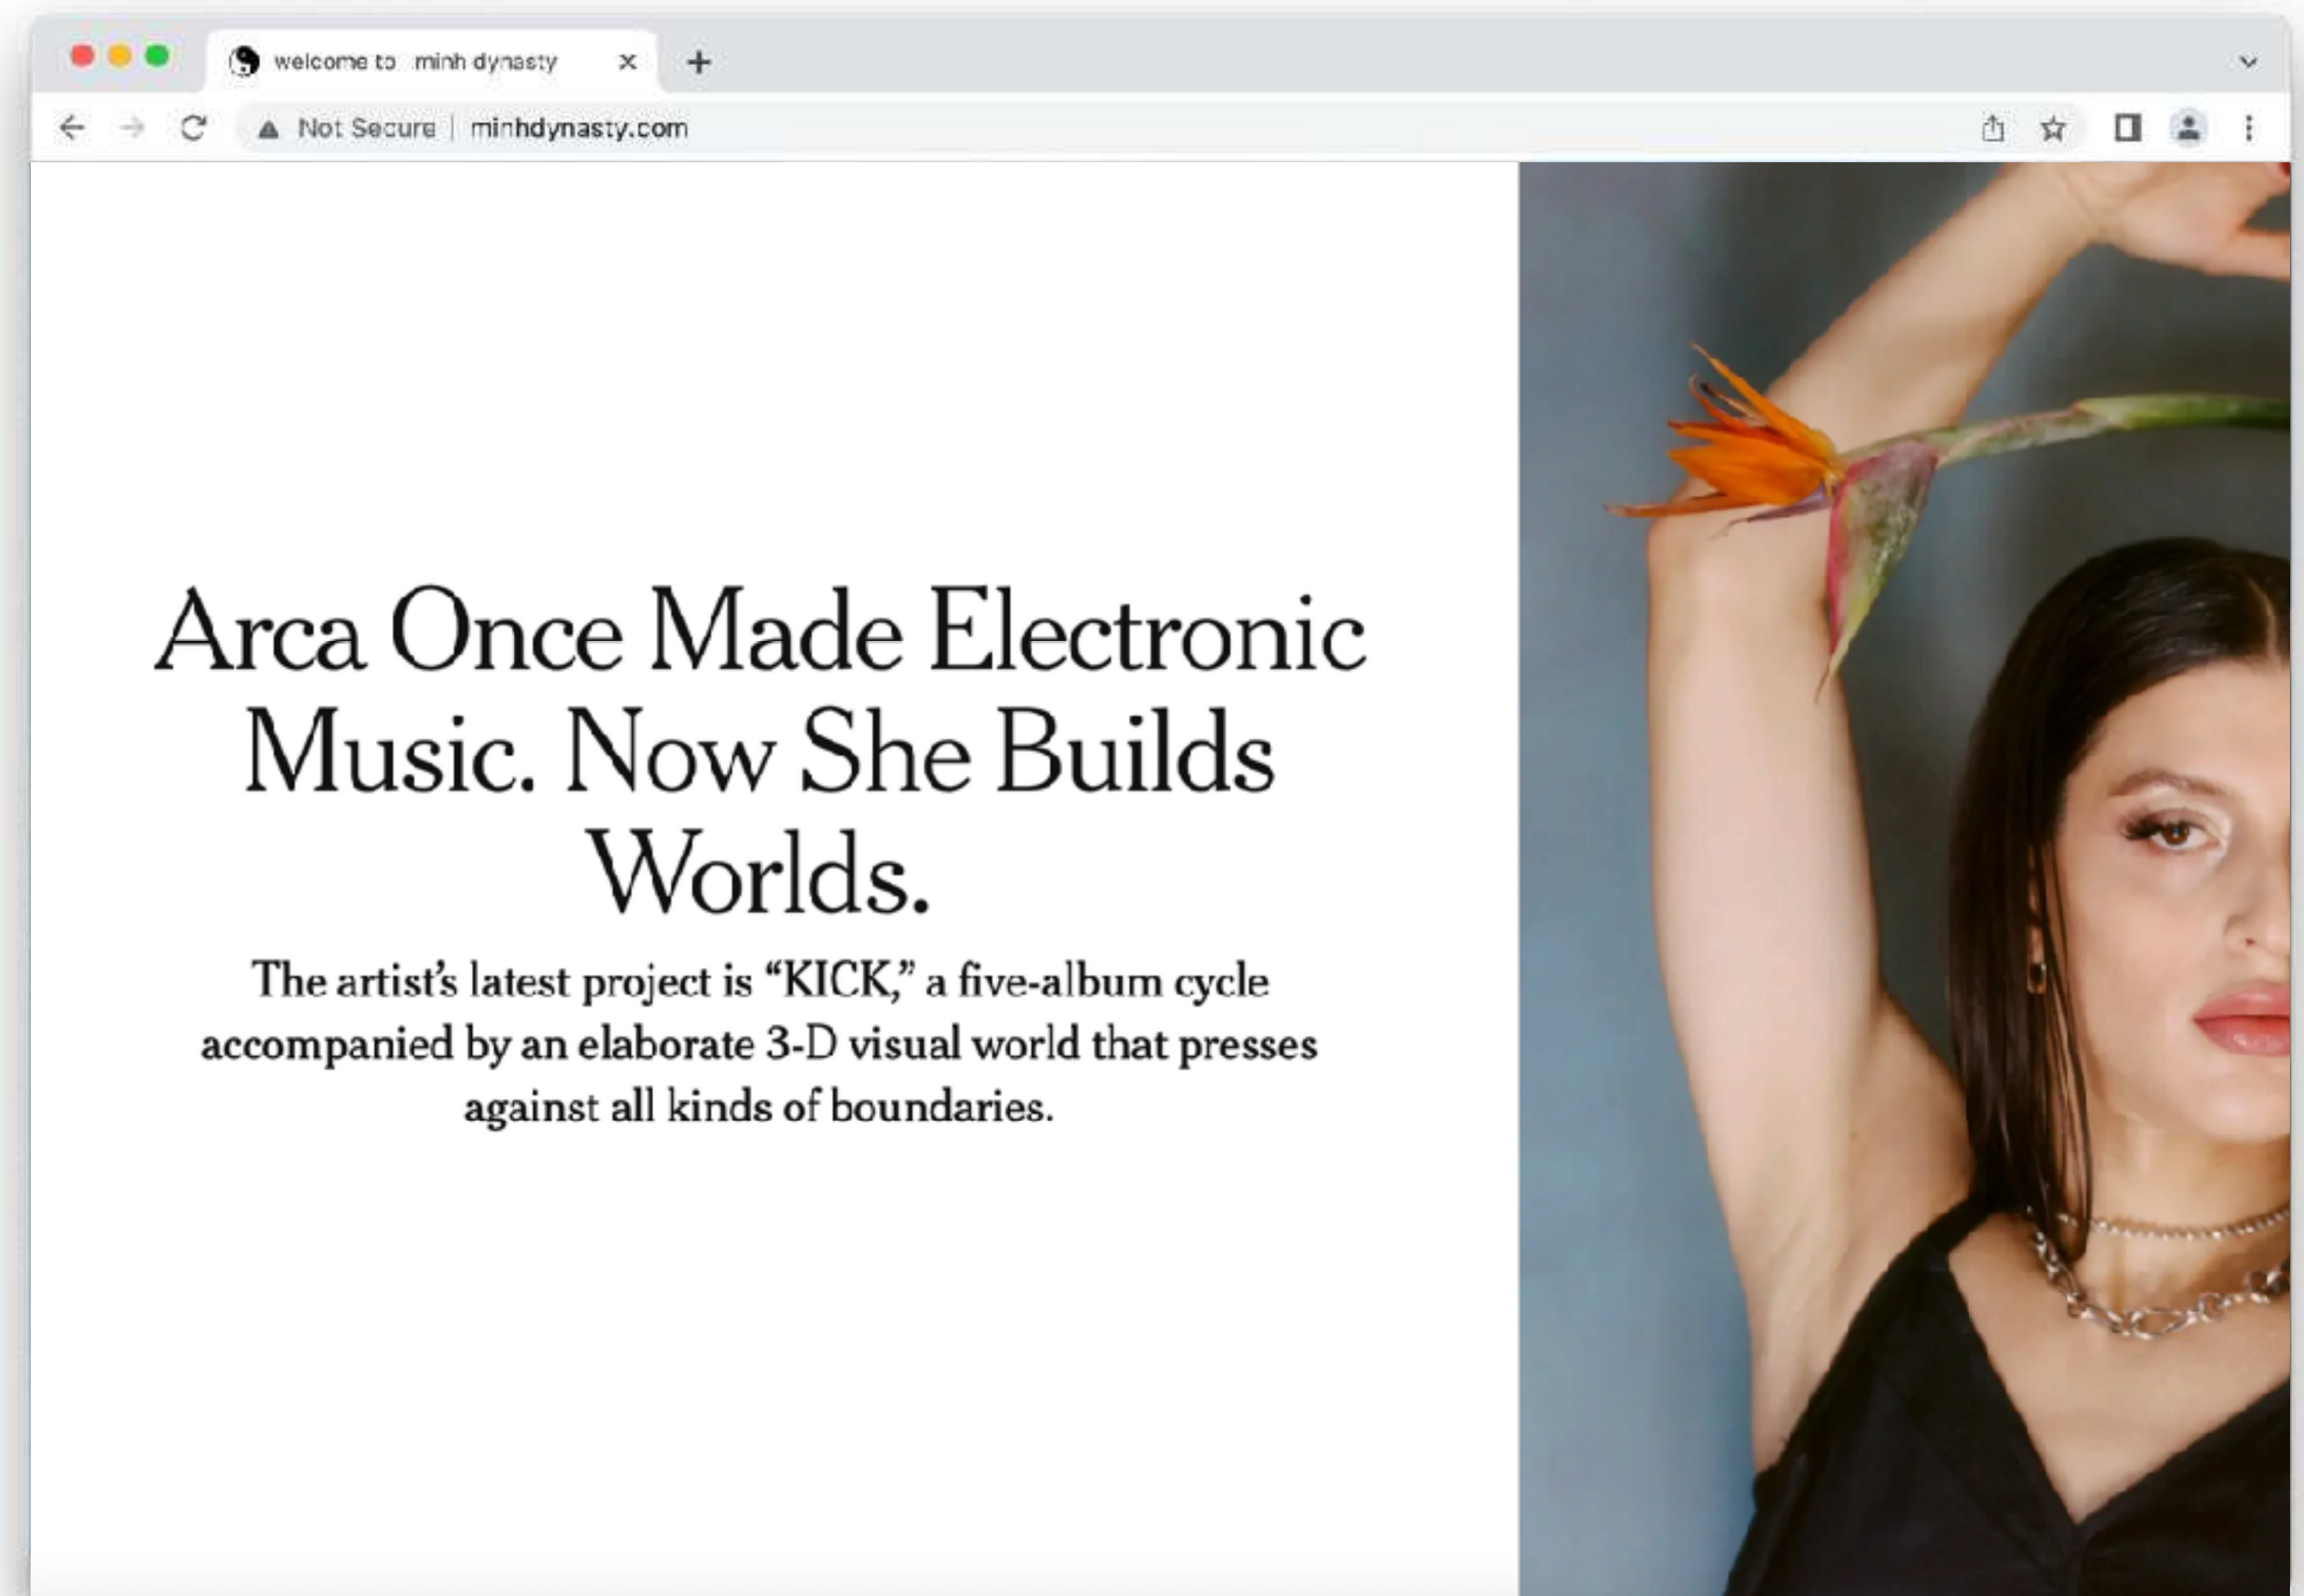 welcome to minh dynasty
Not Secure | minhdynasty.com
Arca Once Made Electronic
Music. Now She Builds
Worlds.
The artist’s latest project is “KICK,” a five-album cycle
accompanied by an elaborate 3-D visual world that presses
against all kinds of boundaries.